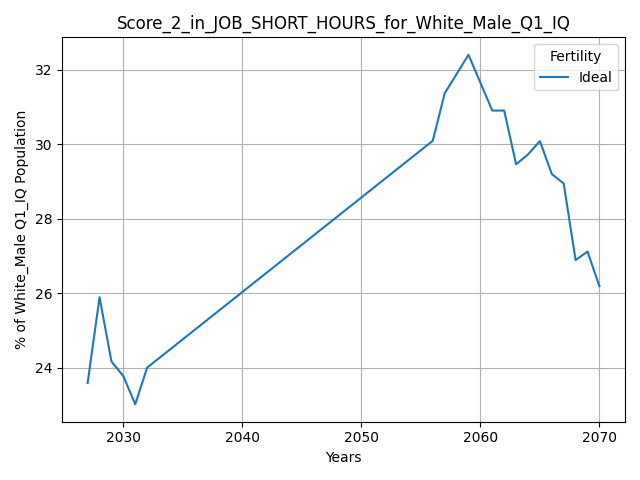 Score_2_in_JOB_SHORT_HOURS_for_White_Male_Q1_IQ
Fertility
Ideal
% of White_Male Q1_IQ Population
32
30
28
26
24
2030 2040 2050 2060 2070
Years